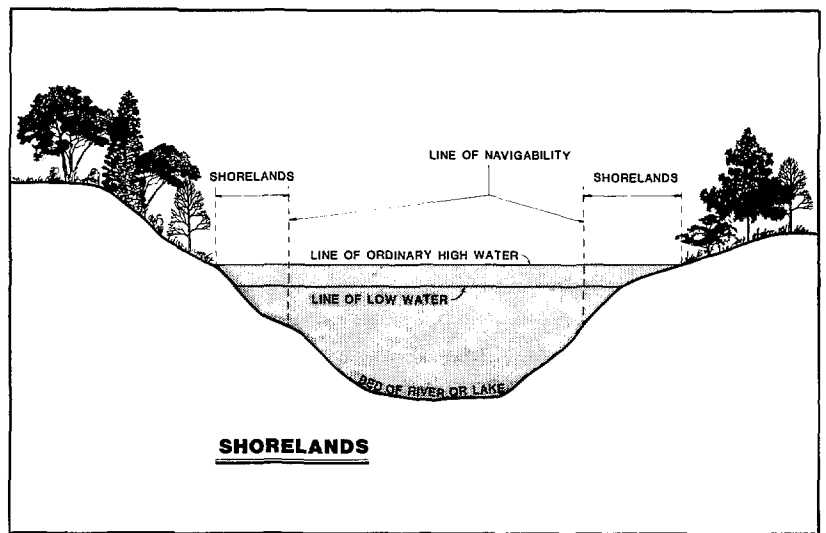 LINE OF NAVIGABILITY
SHORELANDS
SHORELANDS
LINE OF ORDINARY HIGH WATER
LINE OF LOW WATER
BED OF RIVER OR LAKE
SHORELANDS